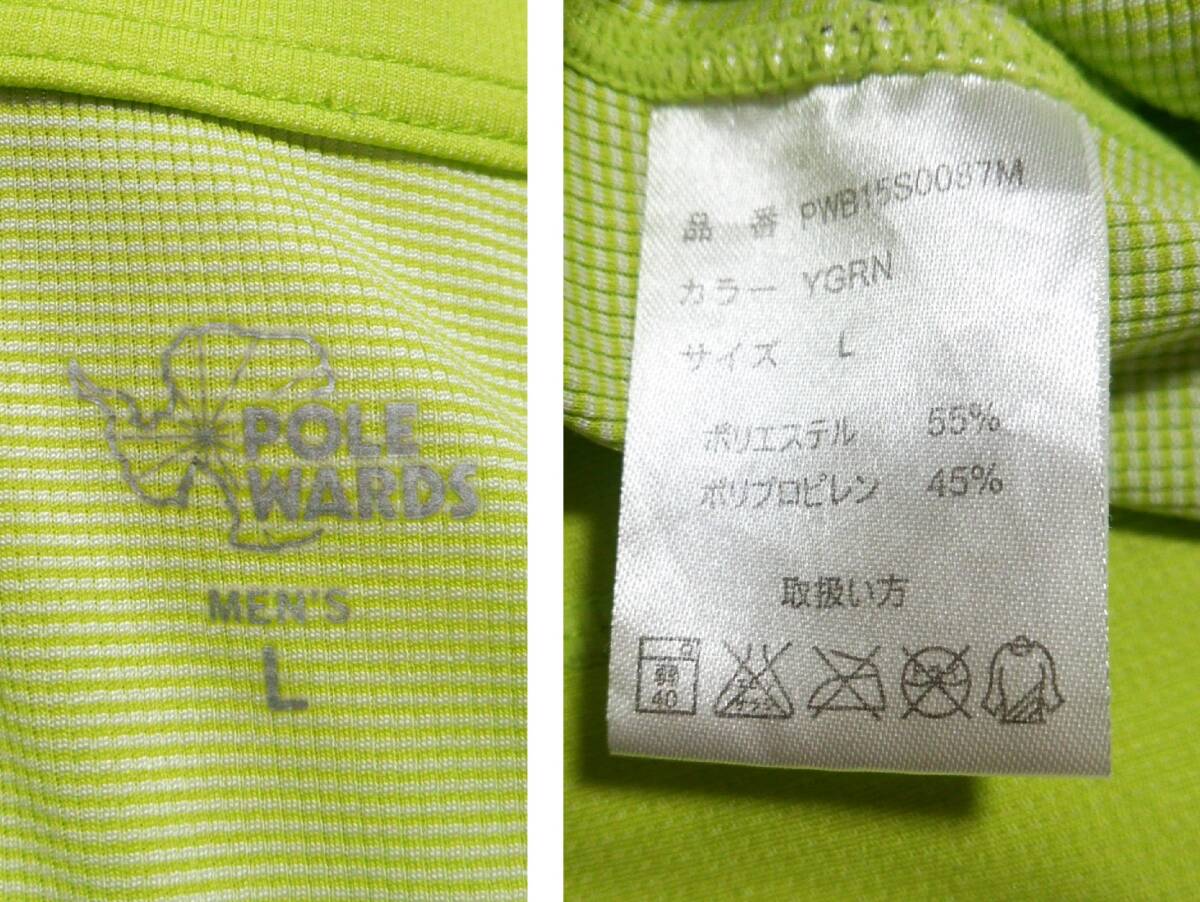 POLE
WARDS
MEN'S
L
品 番 PWB15S0087M
カラー YGRN
サイズ L
ポリエステル 55%
ポリプロピレン 45%
取扱い方
弱
40